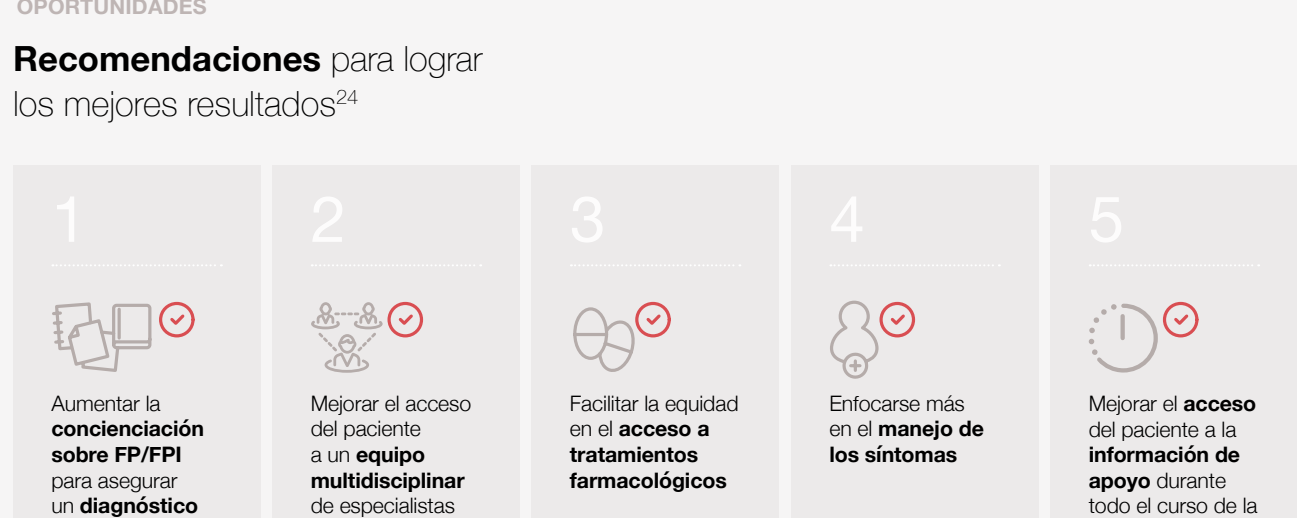 OPORTUNIDADES
Recomendaciones para lograr
los mejores resultados24
1
Aumentar la
concienciación
sobre FP/FPI
para asegurar
un diagnóstico
2
Mejorar el acceso
del paciente
a un equipo
multidisciplinar
de especialistas
3
Facilitar la equidad
en el acceso a
tratamientos
farmacológicos
4
Enfocarse más
en el manejo de
los síntomas
5
Mejorar el acceso
del paciente a la
información de
apoyo durante
todo el curso de la